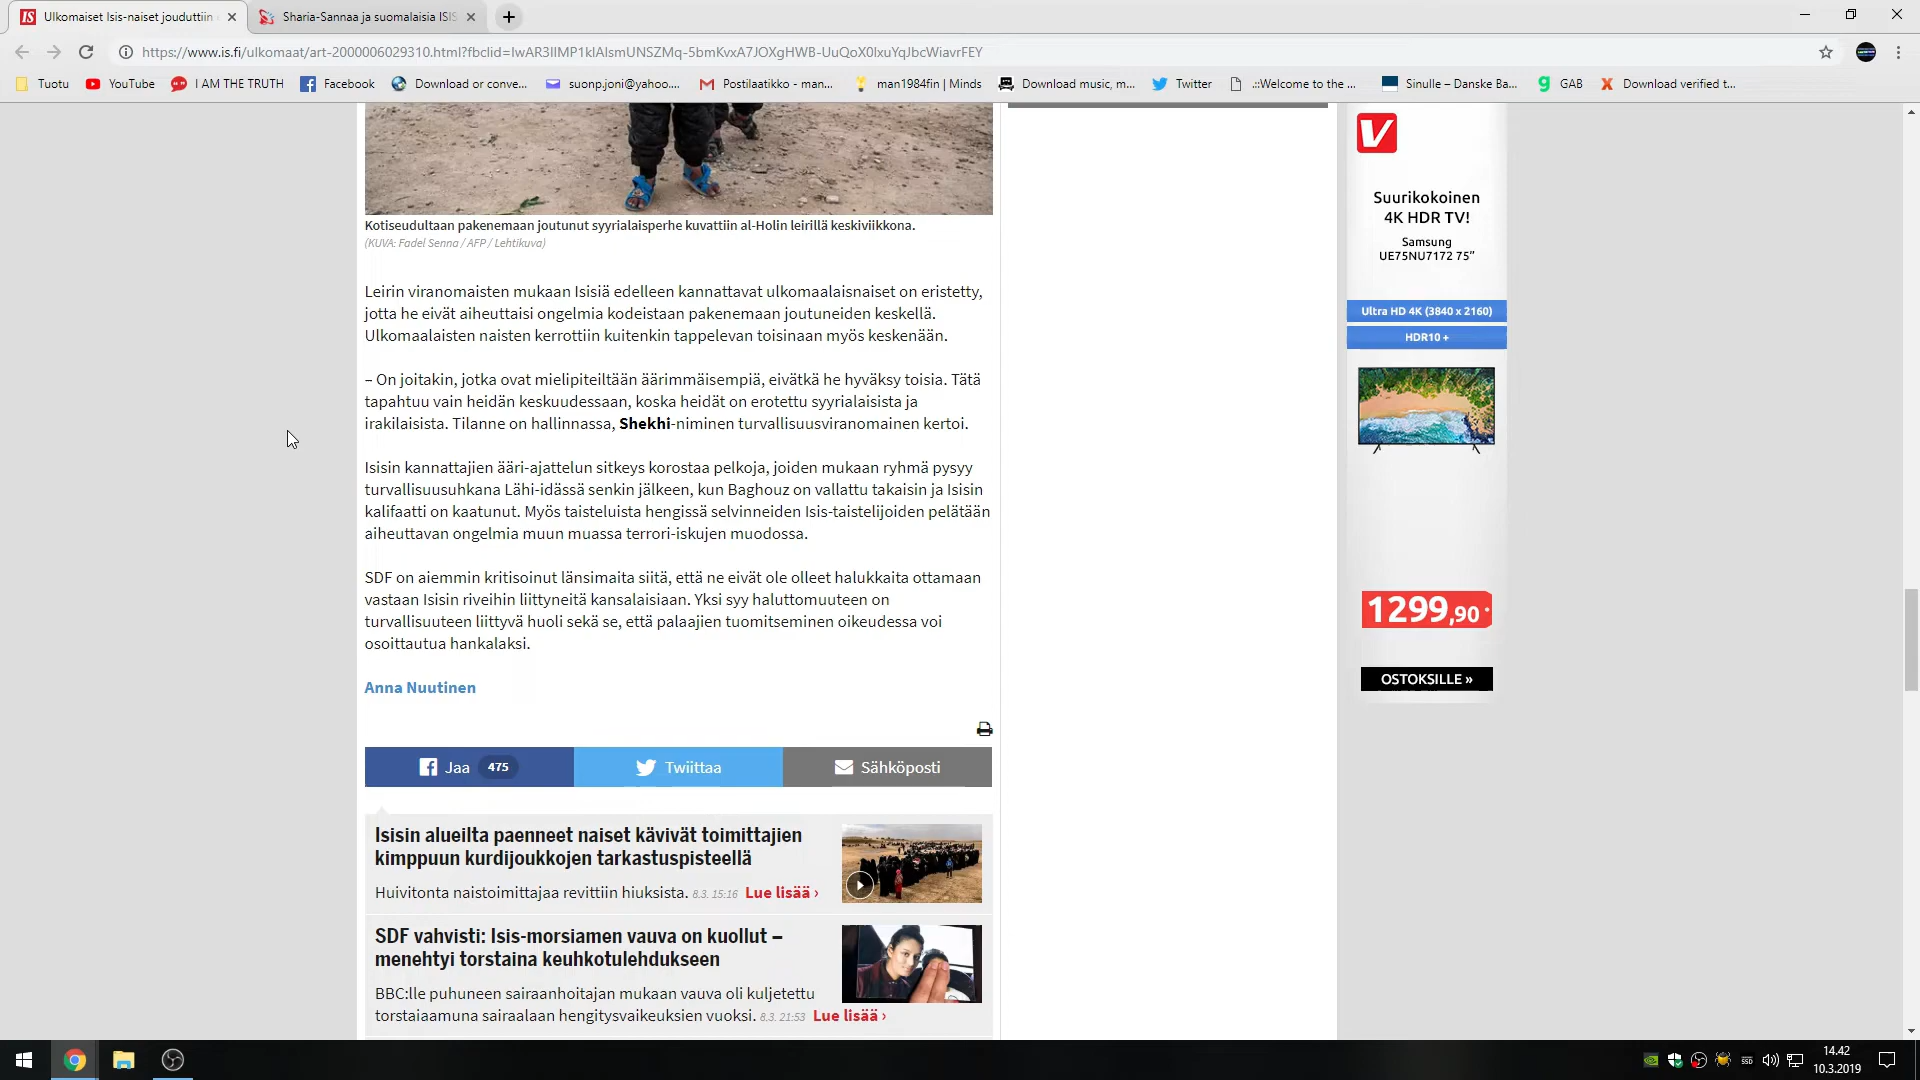 IS Ulkomaiset Isis-naiset jouduttiin
Sharia-Sannaa ja suomalaisia ISIS
https://www.is.fi/ulkomaat/art-2000006029310.html?fbclid=
Tuotu
YouTube
I AM THE TRUTH
Facebook
Download or conve...
suonp.joni@yahoo....
Postilaatikko - man...
man1984fin | Minds
Download music, m...
Twitter
.::Welcome to the ...
Sinulle – Danske Ba...
GAB
Download verified t...
Kotiseudultaan pakenemaan joutunut syyrialaisperhe kuvattiin al-Holin leirillä keskiviikkona.
(KUVA: Fadel Senna / AFP / Lehtikuva)
Leirin viranomaisten mukaan Isisiä edelleen kannattavat ulkomaalaisnaiset on eristetty,
jotta he eivät aiheuttaisi ongelmia kodeistaan pakenemaan joutuneiden keskellä.
Ulkomaalaisten naisten kerrottiin kuitenkin tappelevan toisinaan myös keskenään.
– On joitakin, jotka ovat mielipiteiltään äärimmäisempiä, eivätkä he hyväksy toisia. Tätä
tapahtuu vain heidän keskuudessaan, koska heidät on erotettu syyrialaisista ja
irakilaisista. Tilanne on hallinnassa, Shekhi-niminen turvallisuusviranomainen kertoi.
Isisin kannattajien ääri-ajattelun sitkeys korostaa pelkoja, joiden mukaan ryhmä pysyy
turvallisuusuhkana Lähi-idässä senkin jälkeen, kun Baghouz on vallattu takaisin ja Isisin
kalifaatti on kaatunut. Myös taisteluista hengissä selvinneiden Isis-taistelijoiden pelätään
aiheuttavan ongelmia muun muassa terrori-iskujen muodossa.
SDF on aiemmin kritisoinut länsimaita siitä, että ne eivät ole olleet halukkaita ottamaan
vastaan Isisin riveihin liittyneitä kansalaisiaan. Yksi syy haluttomuuteen on
turvallisuuteen liittyvä huoli sekä se, että palaajien tuomitseminen oikeudessa voi
osoittautua hankalaksi.
Anna Nuutinen
Jaa 475
Twiittaa
Sähköposti
Isisin alueilta paenneet naiset kävivät toimittajien
kimppuun kurdijoukkojen tarkastuspisteellä
Huivitonta naistoimittajaa revittiin hiuksista. 8.3. 15:16 Lue lisää ›
SDF vahvisti: Isis-morsiamen vauva on kuollut –
menehtyi torstaina keuhkotulehdukseen
BBC:lle puhuneen sairaanhoitajan mukaan vauva oli kuljetettu
torstaiaamuna sairaalaan hengitysvaikeuksien vuoksi. 8.3. 21:53 Lue lisää ›
V
Suurikokoinen
4K HDR TV!
Samsung
UE75NU7172 75”
Ultra HD 4K (3840 x 2160)
HDR10 +
1299,90*
OSTOKSILLE »
SSD
14.42
10.3.2019